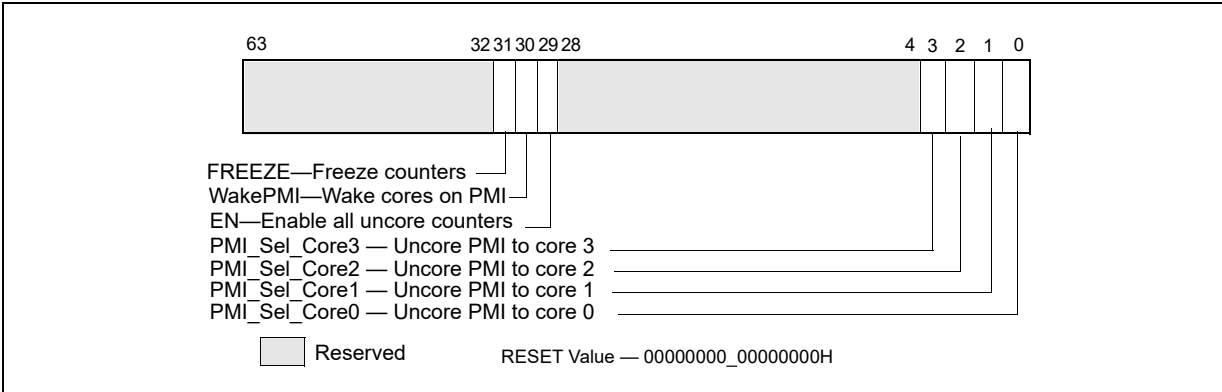 63 32 31 30 29 28 4 3 2 1 0
FREEZE—Freeze counters
WakePMI—Wake cores on PMI
EN—Enable all uncore counters
PMI_Sel_Core3 — Uncore PMI to core 3
PMI_Sel_Core2 — Uncore PMI to core 2
PMI_Sel_Core1 — Uncore PMI to core 1
PMI_Sel_Core0 — Uncore PMI to core 0
Reserved RESET Value — 00000000_00000000H